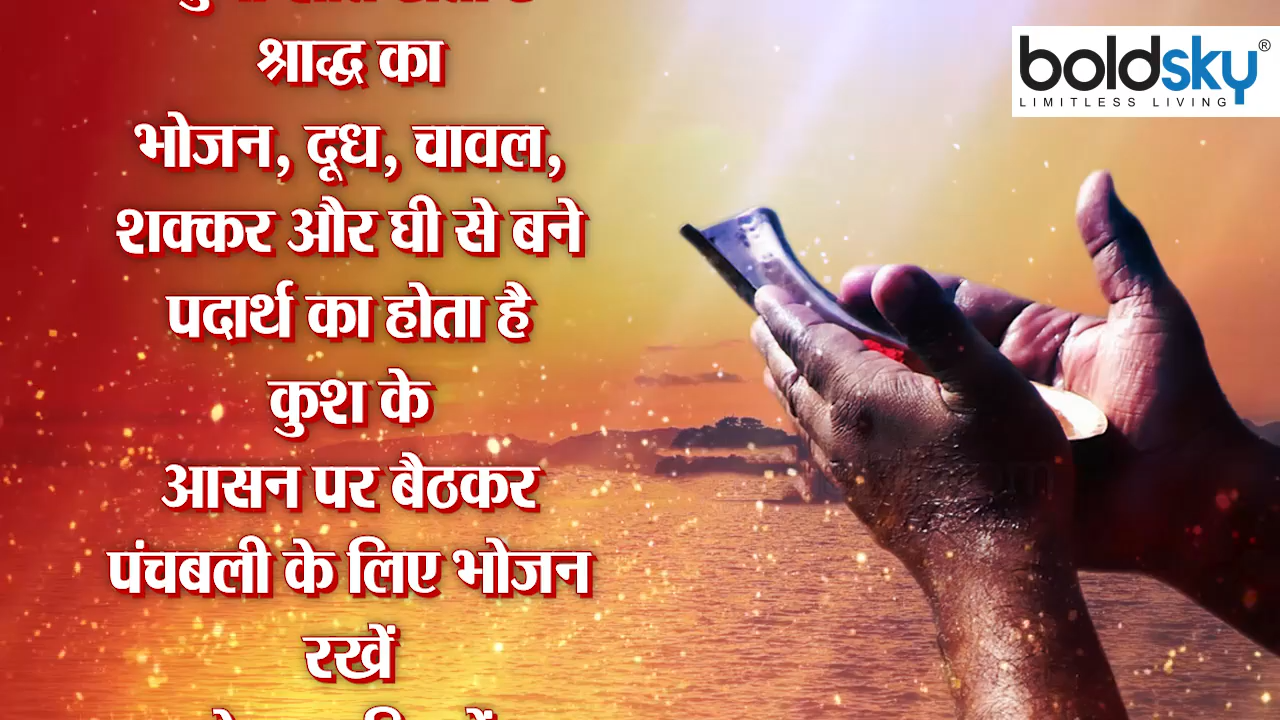 श्राद्ध का
भोजन, दूध, चावल,
शक्कर और घी से बने
पदार्थ का होता है
कुश के
आसन पर बैठकर
पंचबली के लिए भोजन
रखें
boldsky®
LIMITLESS LIVING